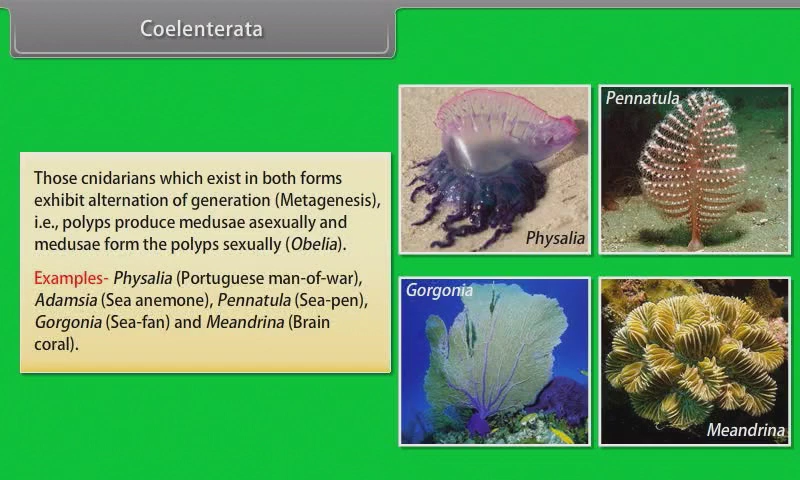 Coelenterata
Those cnidarians which exist in both forms
exhibit alternation of generation (Metagenesis),
i.e., polyps produce medusae asexually and
medusae form the polyps sexually (Obelia).
Examples- Physalia (Portuguese man-of-war),
Adamsia (Sea anemone), Pennatula (Sea-pen),
Gorgonia (Sea-fan) and Meandrina (Brain
coral).
Physalia
Pennatula
Gorgonia
Meandrina